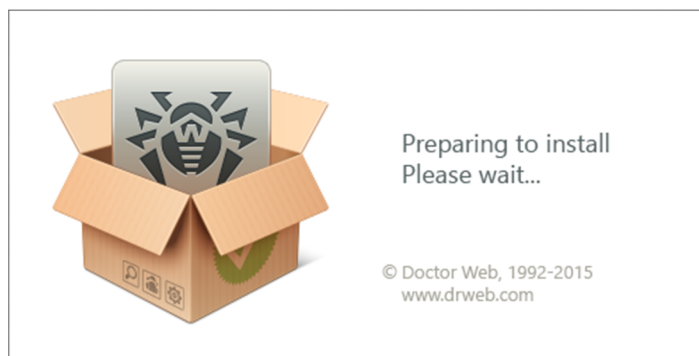 Preparing to install
Please wait...
© Doctor Web, 1992-2015
www.drweb.com